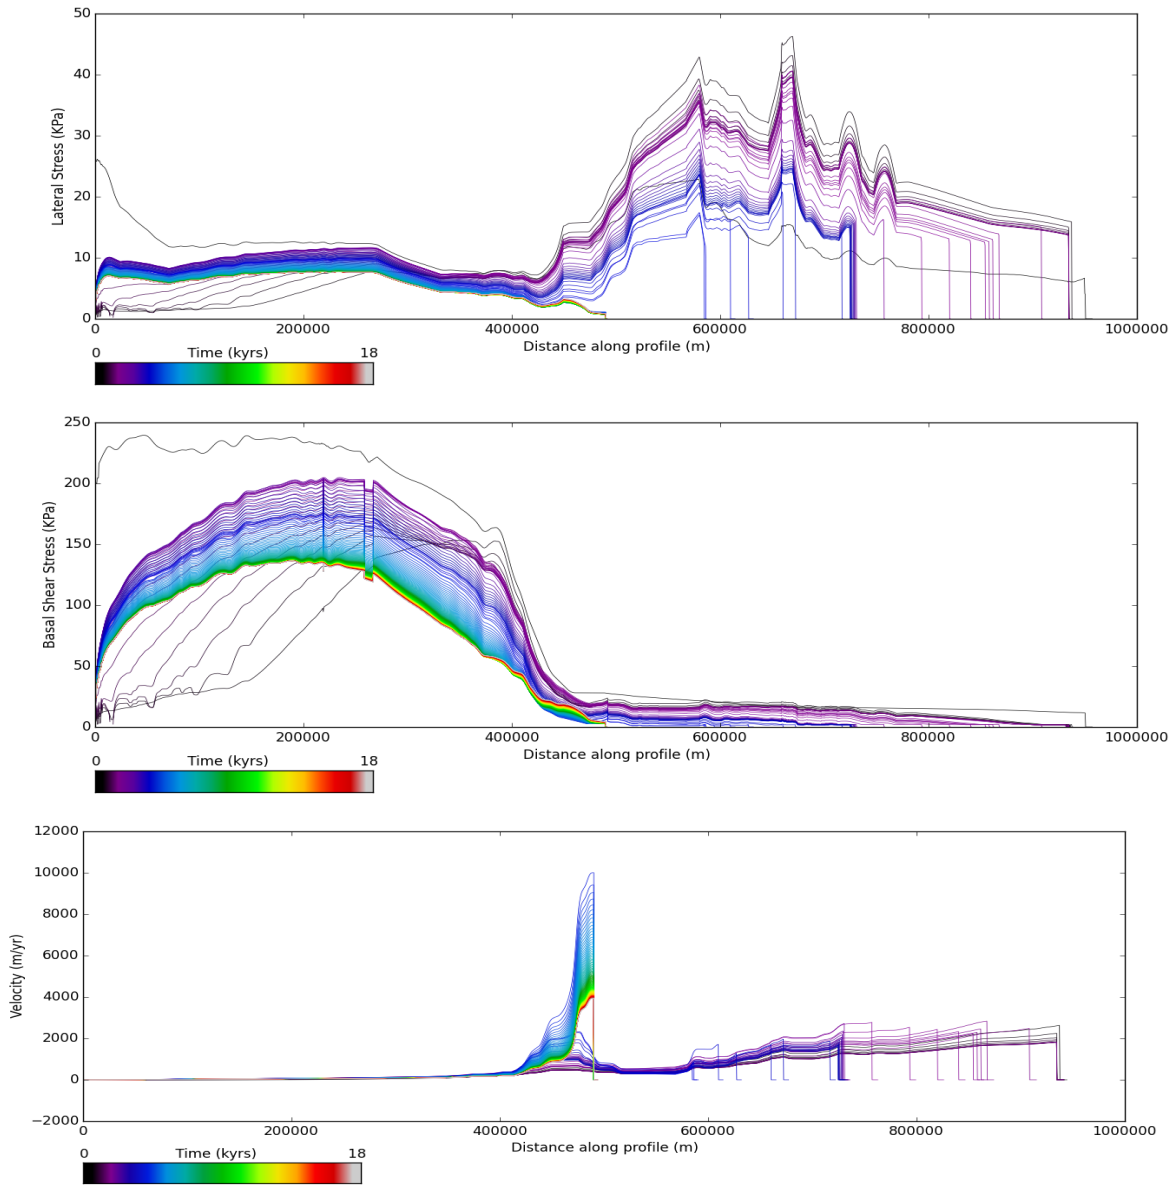 50
40
30
20
10
0
Lateral Stress (KPa)
0 200000 400000 600000 800000 1000000
Distance along profile (m)
0 Time (kyrs) 18
250
200
150
100
50
0
Basal Shear Stress (KPa)
0 200000 400000 600000 800000 1000000
Distance along profile (m)
0 Time (kyrs) 18
12000
10000
8000
6000
4000
2000
0
−2000
Velocity (m/yr)
0 200000 400000 600000 800000 1000000
Distance along profile (m)
0 Time (kyrs) 18